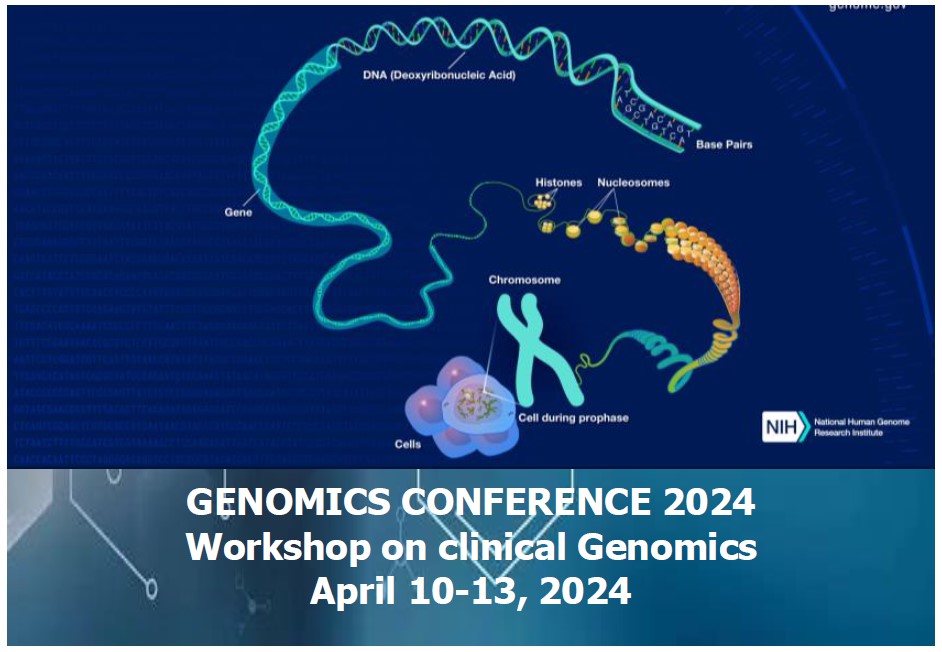 genome.gov
DNA (Deoxyribonucleic Acid)
T C G A C A G T
A G C T G T C A
Base Pairs
Histones
Nucleosomes
Gene
Chromosome
Cell during prophase
Cells
NIH
National Human Genome
Research Institute
GENOMICS CONFERENCE 2024
Workshop on clinical Genomics
April 10-13, 2024